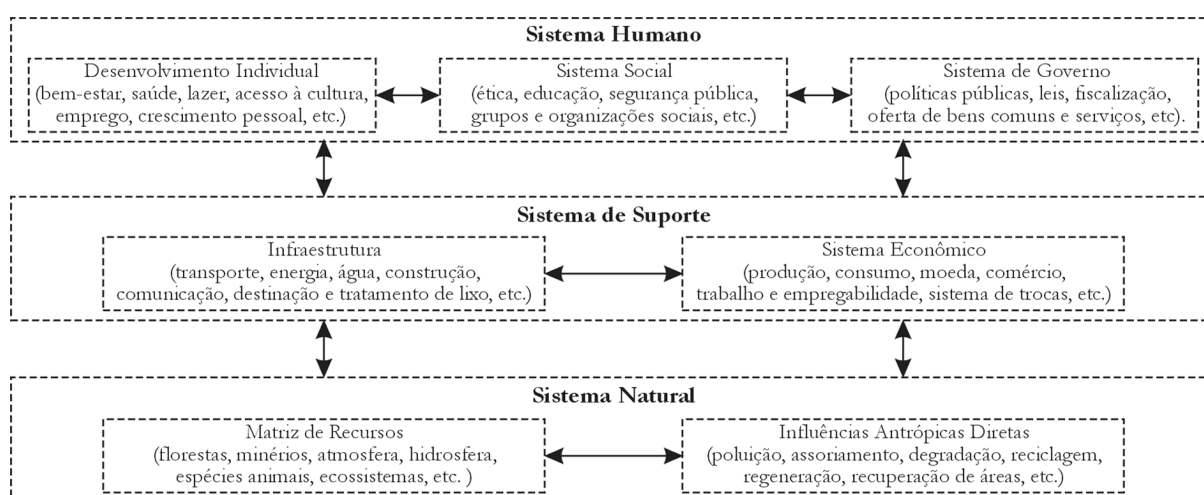 Sistema Humano
Desenvolvimento Individual
(bem-estar, saúde, lazer, acesso à cultura,
emprego, crescimento pessoal, etc.)
Sistema Social
(ética, educação, segurança pública,
grupos e organizações sociais, etc.)
Sistema de Governo
(políticas públicas, leis, fiscalização,
oferta de bens comuns e serviços, etc).
Sistema de Suporte
Infraestrutura
(transporte, energia, água, construção,
comunicação, destinação e tratamento de lixo, etc.)
Sistema Econômico
(produção, consumo, moeda, comércio,
trabalho e empregabilidade, sistema de trocas, etc.)
Sistema Natural
Matriz de Recursos
(florestas, minérios, atmosfera, hidrosfera,
espécies animais, ecossistemas, etc. )
Influências Antrópicas Diretas
(poluição, assoriamento, degradação, reciclagem,
regeneração, recuperação de áreas, etc.)